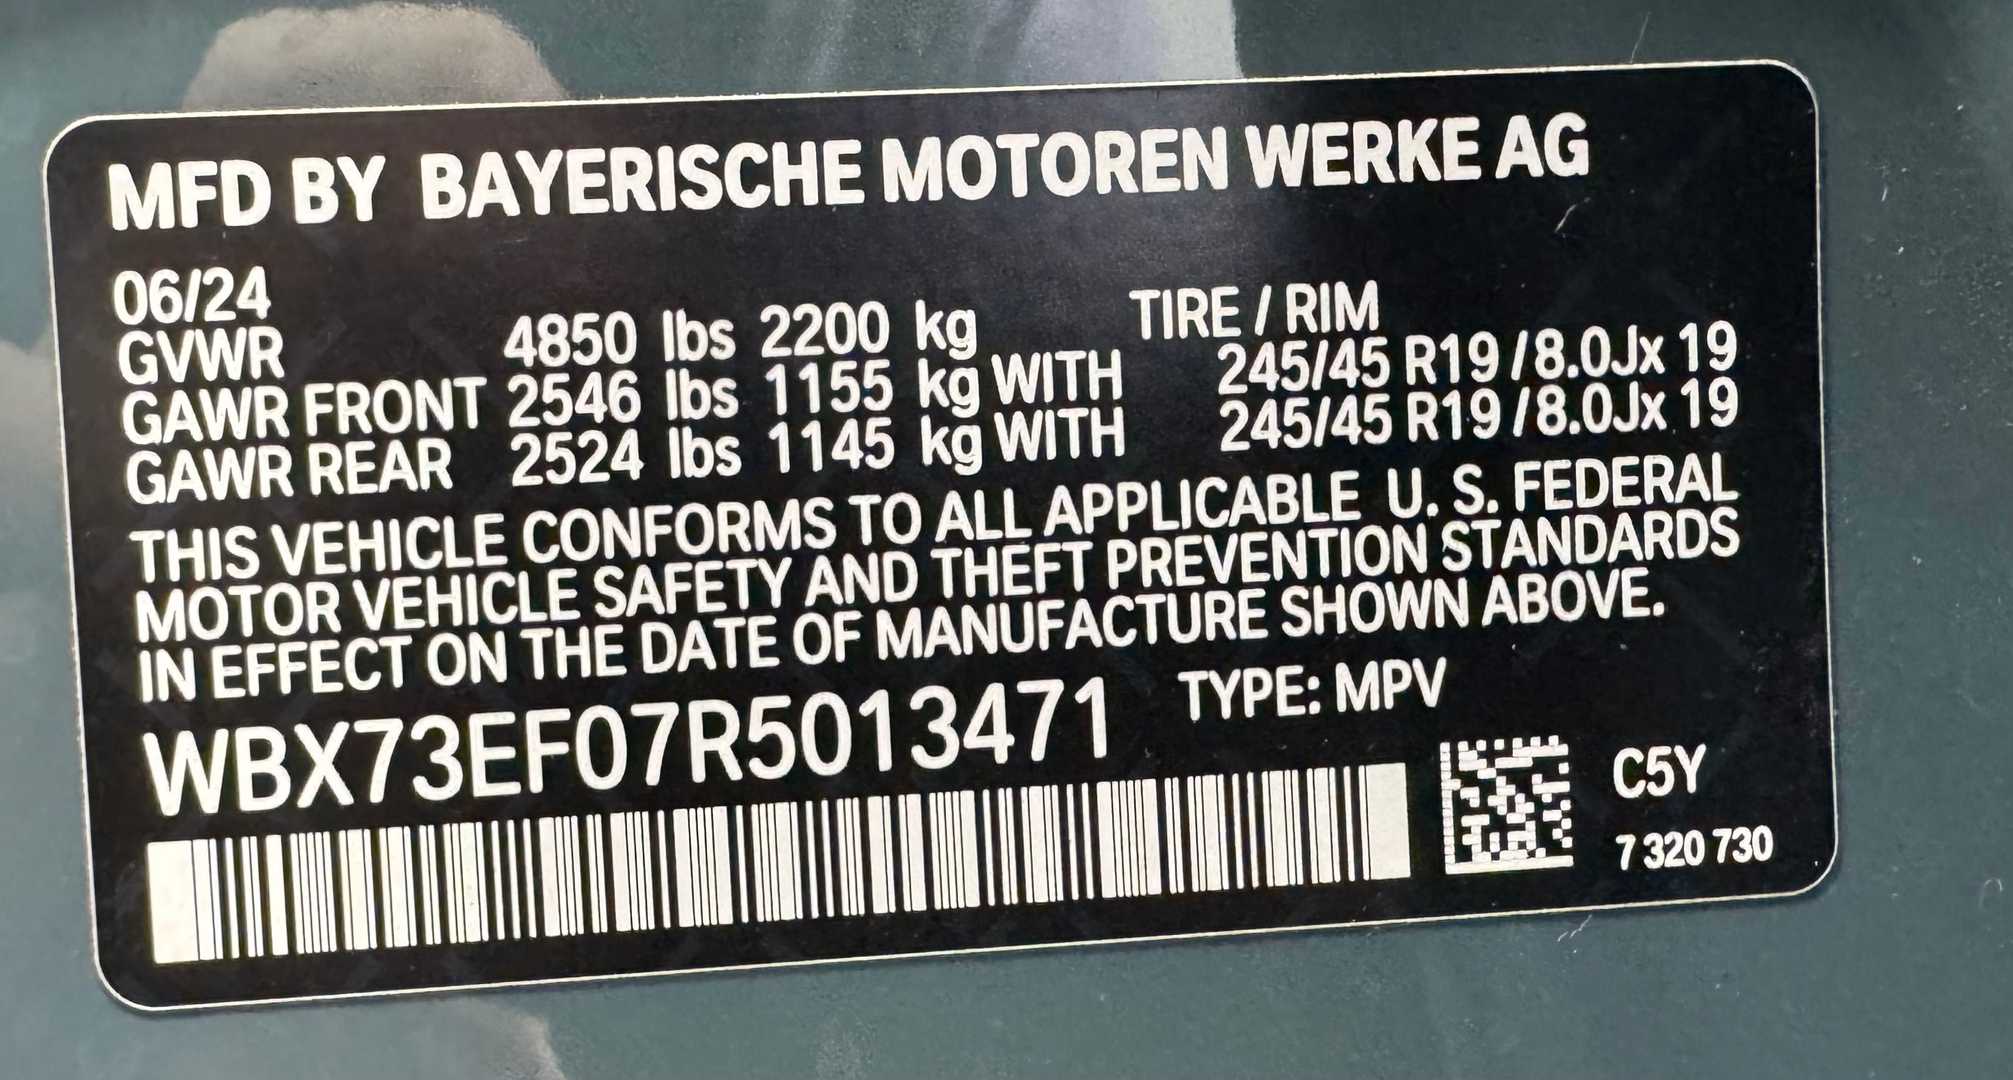 MFD BY BAYERISCHE MOTOREN WERKE AG
06/24
TIRE / RIM
GVWR 4850 lbs 2200 kg
GAWR FRONT 2546 lbs 1155 kg WITH 245/45 R19 /8.0Jx 19
GAWR REAR 2524 lbs 1145 kg WITH 245/45 R19 /8.0Jx 19
THIS VEHICLE CONFORMS TO ALL APPLICABLE U. S. FEDERAL
MOTOR VEHICLE SAFETY AND THEFT PREVENTION STANDARDS
IN EFFECT ON THE DATE OF MANUFACTURE SHOWN ABOVE.
WBX73EF07R5013471 TYPE: MPV
C5Y
7 320 730